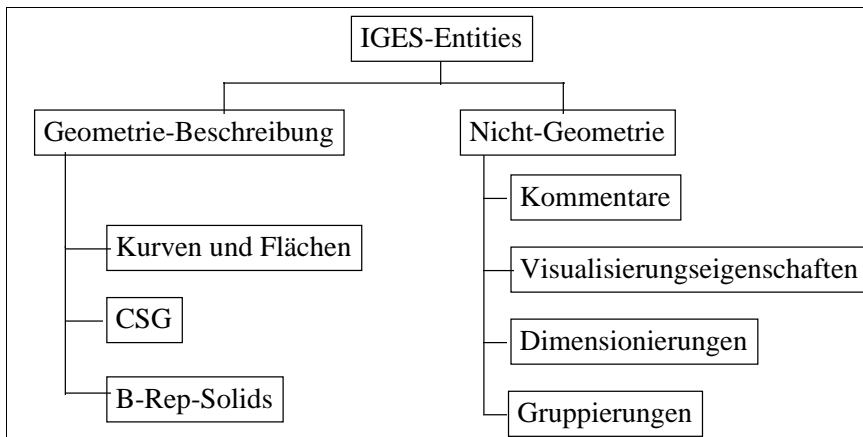 IGES-Entities
Geometrie-Beschreibung
Kurven und Flächen
CSG
B-Rep-Solids
Nicht-Geometrie
Kommentare
Visualisierungseigenschaften
Dimensionierungen
Gruppierungen